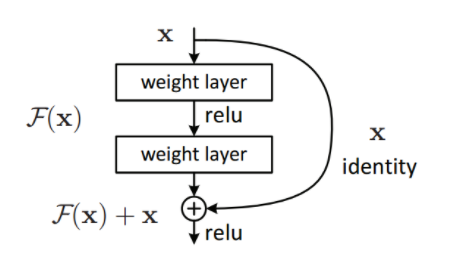 x
weight layer
relu
F(x)
weight layer
x
identity
F(x) + x
+
relu